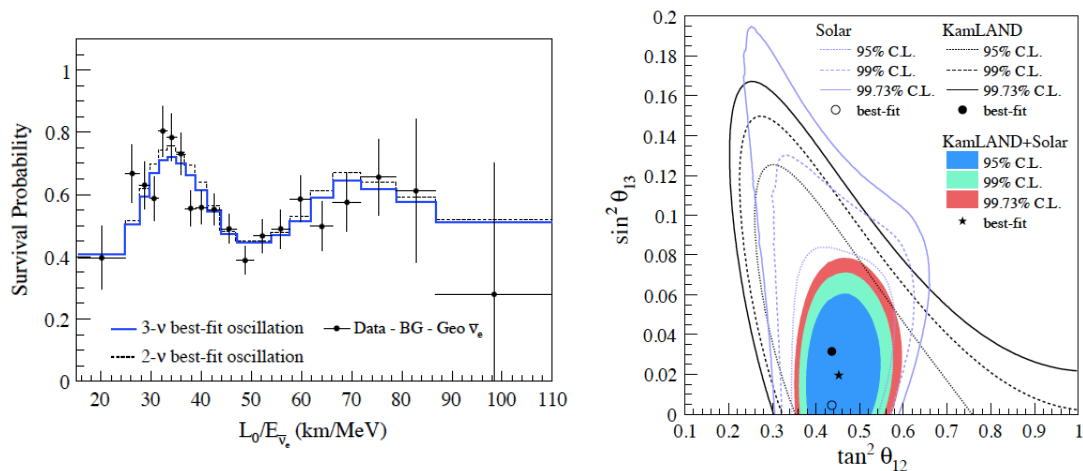 Survival Probability
1
0.8
0.6
0.4
0.2
0
3-ν best-fit oscillation
Data - BG - Geo ν̅ₑ
2-ν best-fit oscillation
20 30 40 50 60 70 80 90 100 110
L₀/E_ν̅ₑ (km/MeV)
sin² θ₁₃
0.2
0.18
0.16
0.14
0.12
0.1
0.08
0.06
0.04
0.02
0
Solar
95% C.L.
99% C.L.
99.73% C.L.
best-fit
KamLAND
95% C.L.
99% C.L.
99.73% C.L.
best-fit
KamLAND+Solar
95% C.L.
99% C.L.
99.73% C.L.
best-fit
0.1 0.2 0.3 0.4 0.5 0.6 0.7 0.8 0.9 1
tan² θ₁₂